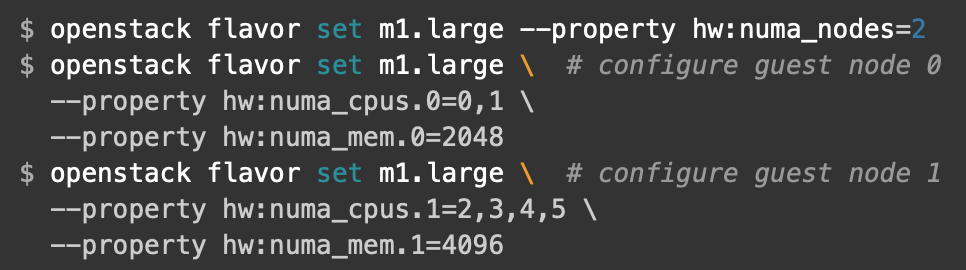 $ openstack flavor set m1.large --property hw:numa_nodes=2
$ openstack flavor set m1.large \  # configure guest node 0
  --property hw:numa_cpus.0=0,1 \
  --property hw:numa_mem.0=2048
$ openstack flavor set m1.large \  # configure guest node 1
  --property hw:numa_cpus.1=2,3,4,5 \
  --property hw:numa_mem.1=4096